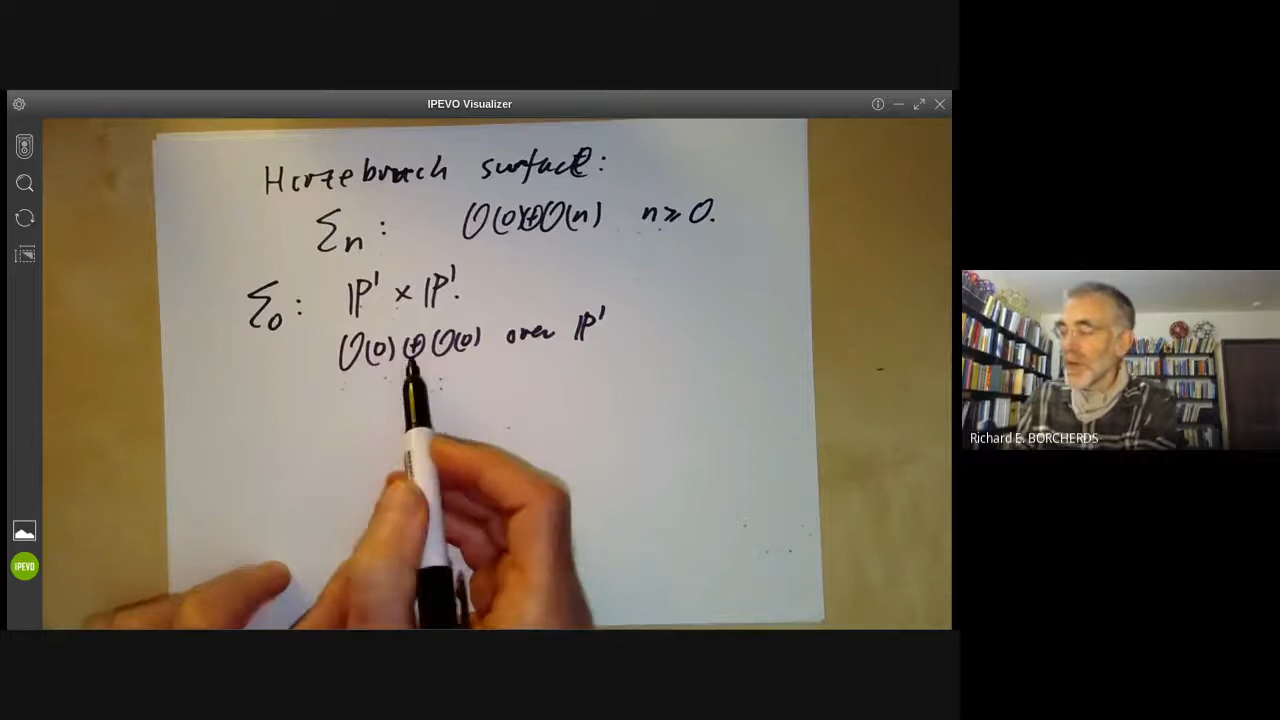 IPEVO Visualizer
Hirzebruch surface:
Σn: O(0)⊕O(n) n≥0.
Σ0: ℙ¹ × ℙ¹.
O(0)⊕O(0) over ℙ¹
Richard E. BORCHERDS
IPEVO